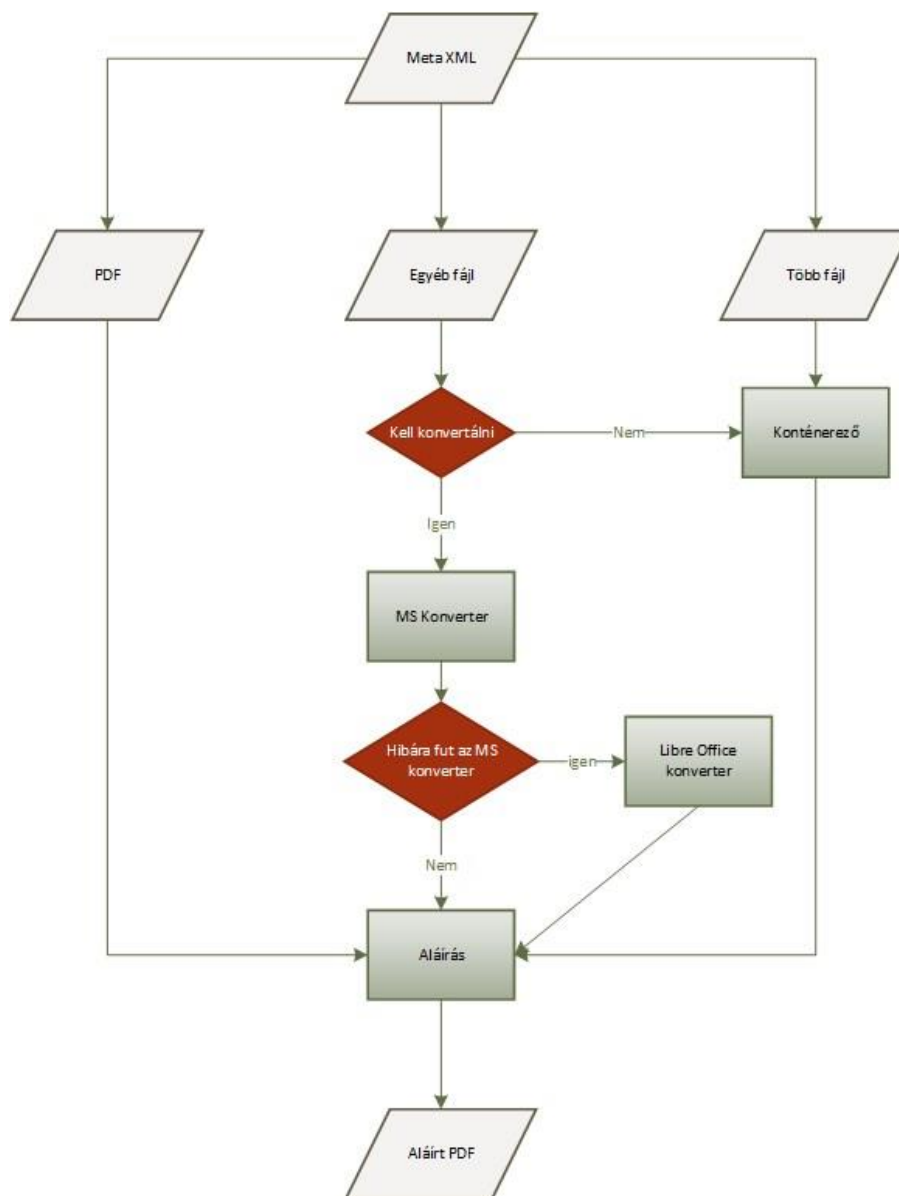 Meta XML
PDF
Egyéb fájl
Több fájl
Kell konvertálni
Nem
Konténerező
Igen
MS Konverter
Hibára fut az MS
konverter
igen
Libre Office
konverter
Nem
Aláírás
Aláírt PDF